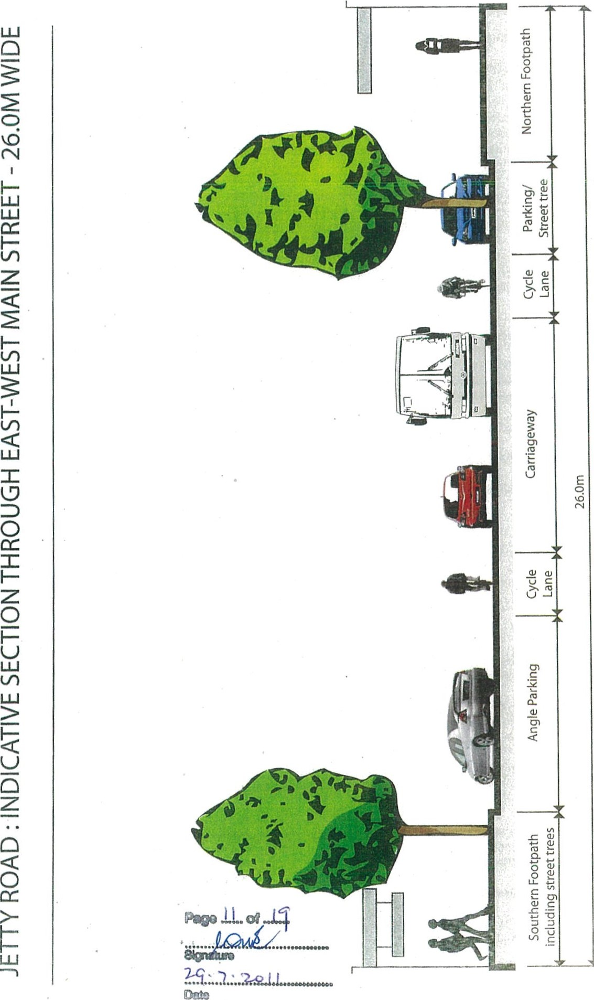 JETTY ROAD : INDICATIVE SECTION THROUGH EAST-WEST MAIN STREET - 26.0M WIDE
Page 11 of 19
Signature
29.7.2011
Date
Southern Footpath
including street trees
Angle Parking
Cycle
Lane
Carriageway
Cycle
Lane
Parking/
Street tree
Northern Footpath
26.0m